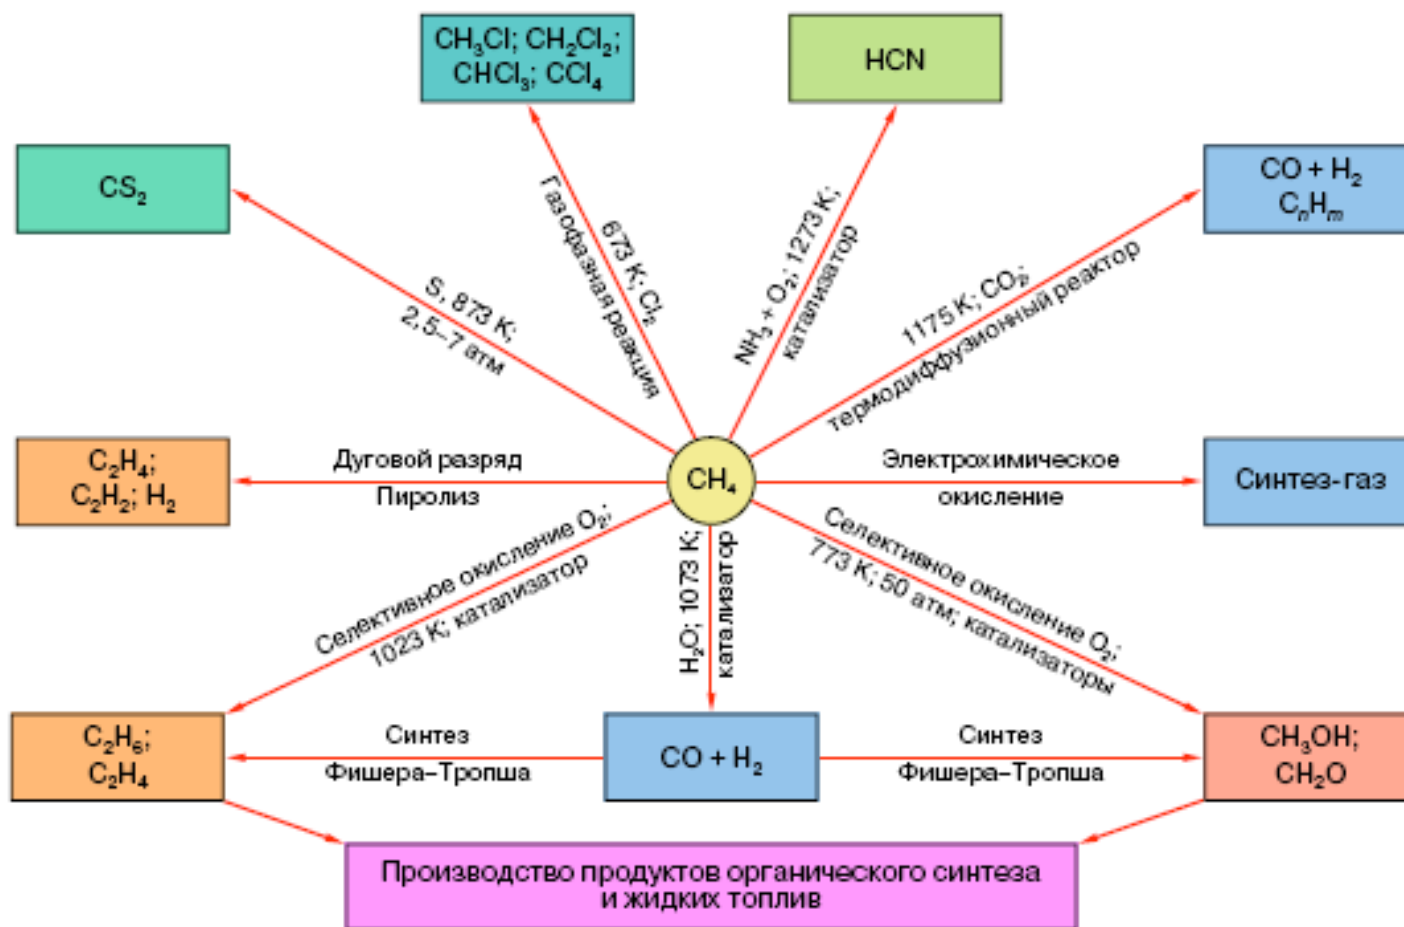 CH₃Cl; CH₂Cl₂;
CHCl₃; CCl₄
HCN
CS₂
CO + H₂
CₙHₘ
S, 873 K;
2,5–7 атм
673 K; Cl₂
Газофазная реакция
NH₃ + O₂; 1273 K;
катализатор
1175 K; CO₂;
термодиффузионный реактор
C₂H₄;
C₂H₂; H₂
Дуговой разряд
Пиролиз
CH₄
Электрохимическое
окисление
Синтез-газ
Селективное окисление O₂;
1023 K; катализатор
H₂O; 1073 K;
катализатор
Селективное окисление O₂;
773 K; 50 атм; катализаторы
C₂H₆;
C₂H₄
Синтез
Фишера–Тропша
CO + H₂
Синтез
Фишера–Тропша
CH₃OH;
CH₂O
Производство продуктов органического синтеза
и жидких топлив